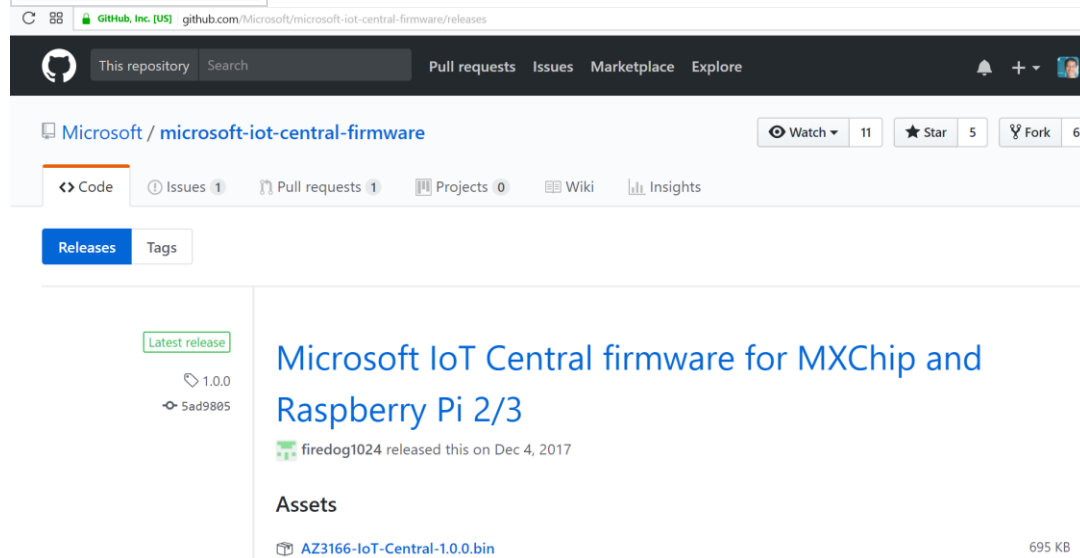 GitHub, Inc. [US] github.com/Microsoft/microsoft-iot-central-firmware/releases
This repository Search Pull requests Issues Marketplace Explore
Microsoft / microsoft-iot-central-firmware Watch 11 Star 5 Fork 6
Code Issues 1 Pull requests 1 Projects 0 Wiki Insights
Releases Tags
Latest release
1.0.0
5ad9805
Microsoft IoT Central firmware for MXChip and
Raspberry Pi 2/3
firedog1024 released this on Dec 4, 2017
Assets
AZ3166-IoT-Central-1.0.0.bin 695 KB